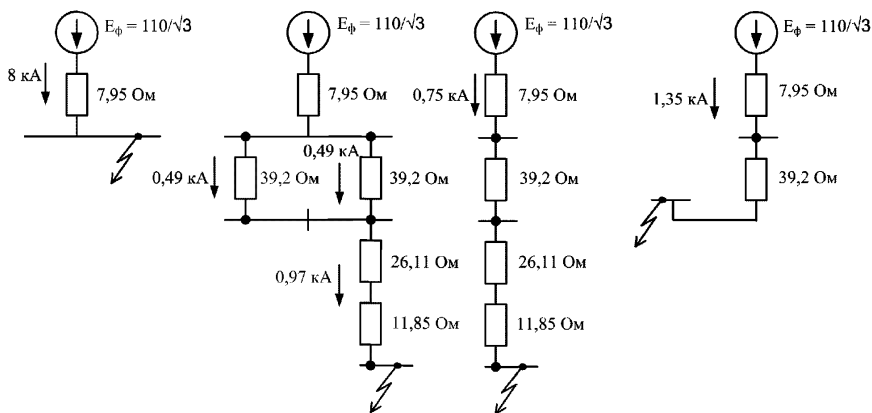 Eф = 110/√3
8 кА
7,95 Ом
Eф = 110/√3
7,95 Ом
0,49 кА
0,49 кА
39,2 Ом
39,2 Ом
0,97 кА
26,11 Ом
11,85 Ом
Eф = 110/√3
0,75 кА
7,95 Ом
39,2 Ом
26,11 Ом
11,85 Ом
Eф = 110/√3
1,35 кА
7,95 Ом
39,2 Ом